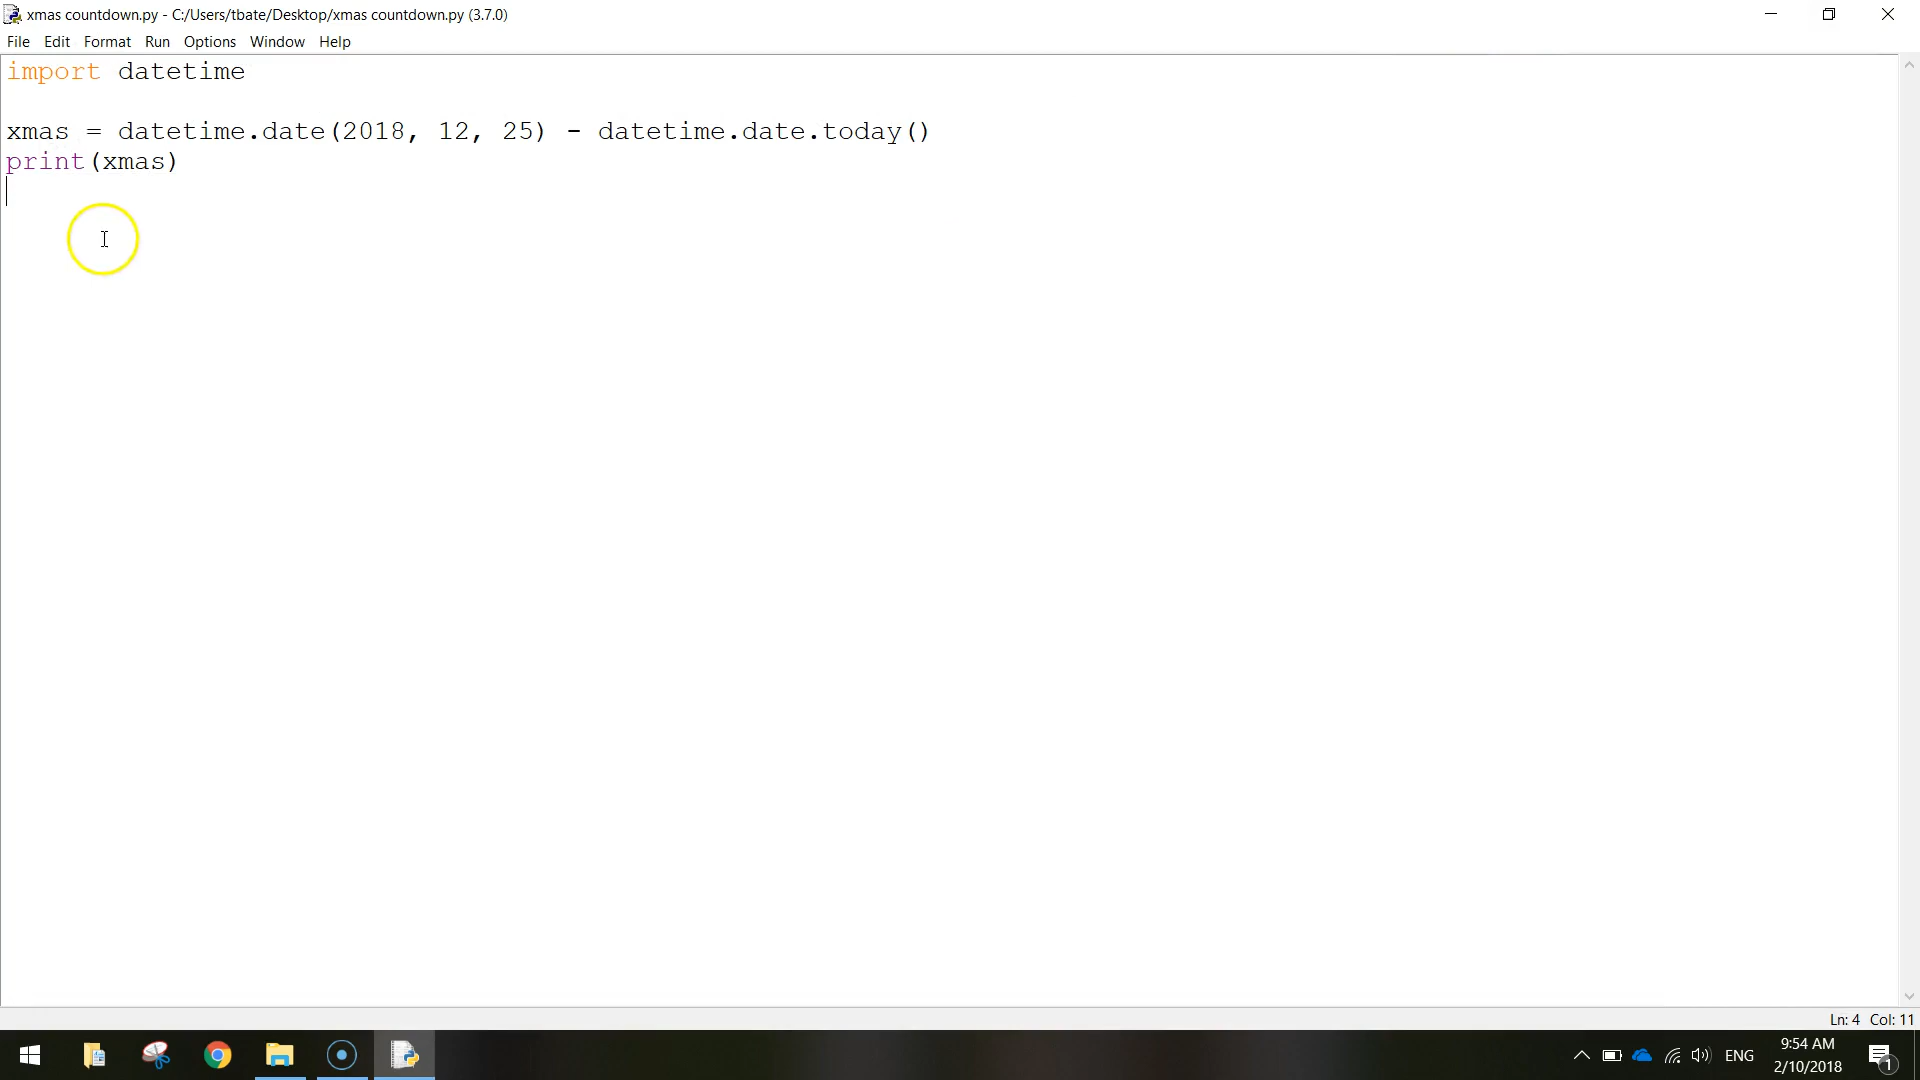 xmas countdown.py - C:/Users/tbate/Desktop/xmas countdown.py (3.7.0)
File Edit Format Run Options Window Help
import datetime
xmas = datetime.date(2018, 12, 25) - datetime.date.today()
print(xmas)
Ln: 4 Col: 11
ENG
9:54 AM
2/10/2018
1